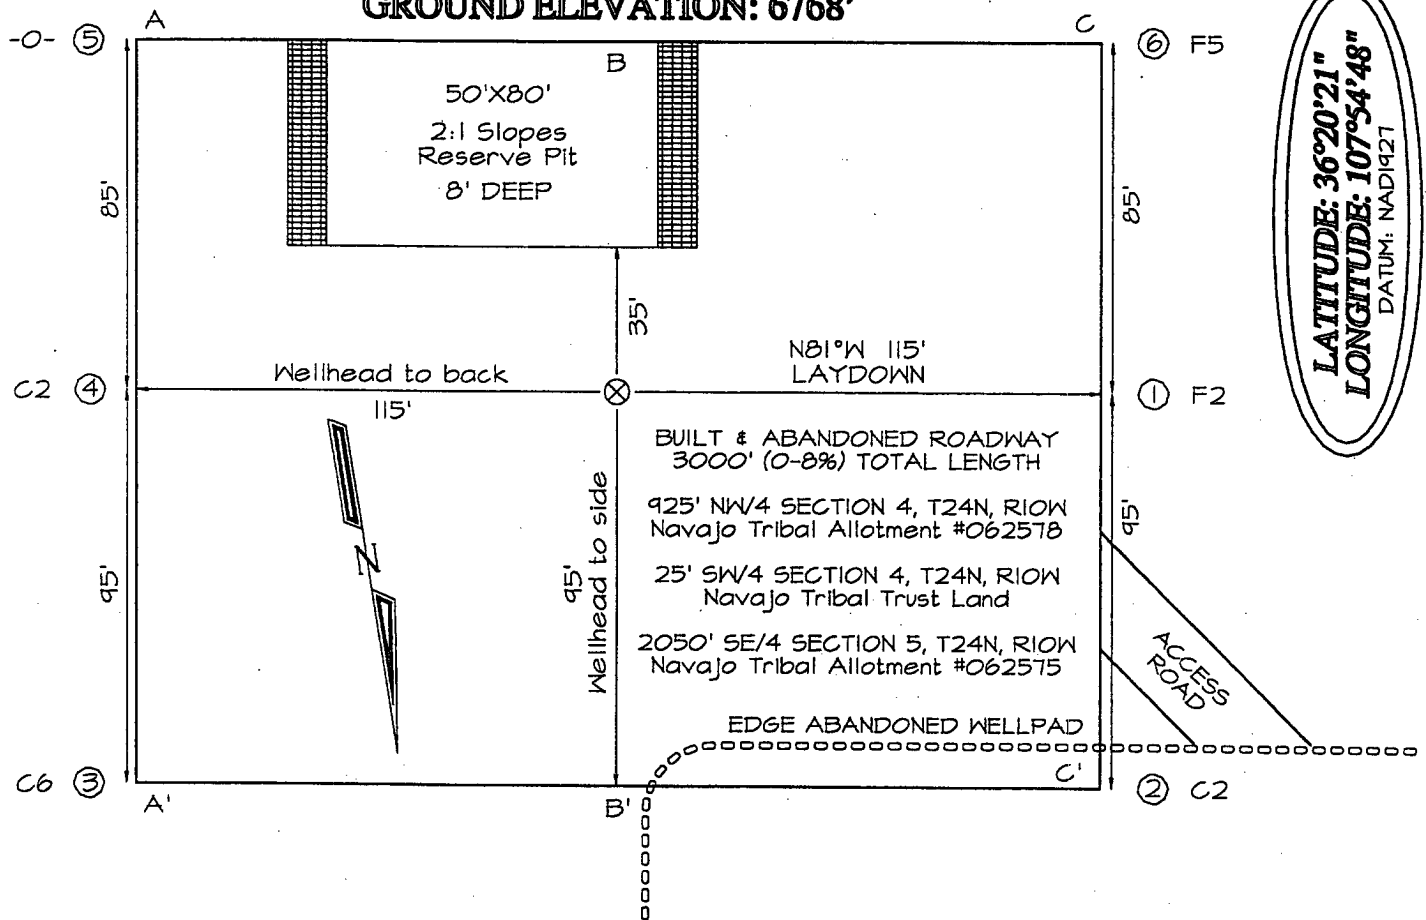 GROUND ELEVATION: 6768'
A
C
-0- ⑤
⑥ F5
B
50'X80'
2:1 Slopes
Reserve Pit
8' DEEP
85'
85'
LATITUDE: 36°20'21"
LONGITUDE: 107°54'48"
DATUM: NAD1927
35'
N81°W 115'
LAYDOWN
Wellhead to back
115'
C2 ④
① F2
BUILT & ABANDONED ROADWAY
3000' (0-8%) TOTAL LENGTH
925' NW/4 SECTION 4, T24N, R10W
Navajo Tribal Allotment #062578
25' SW/4 SECTION 4, T24N, R10W
Navajo Tribal Trust Land
2050' SE/4 SECTION 5, T24N, R10W
Navajo Tribal Allotment #062575
95'
N
95'
Wellhead to side
95'
ACCESS
ROAD
EDGE ABANDONED WELLPAD
C6 ③
A'
B'
C'
② C2